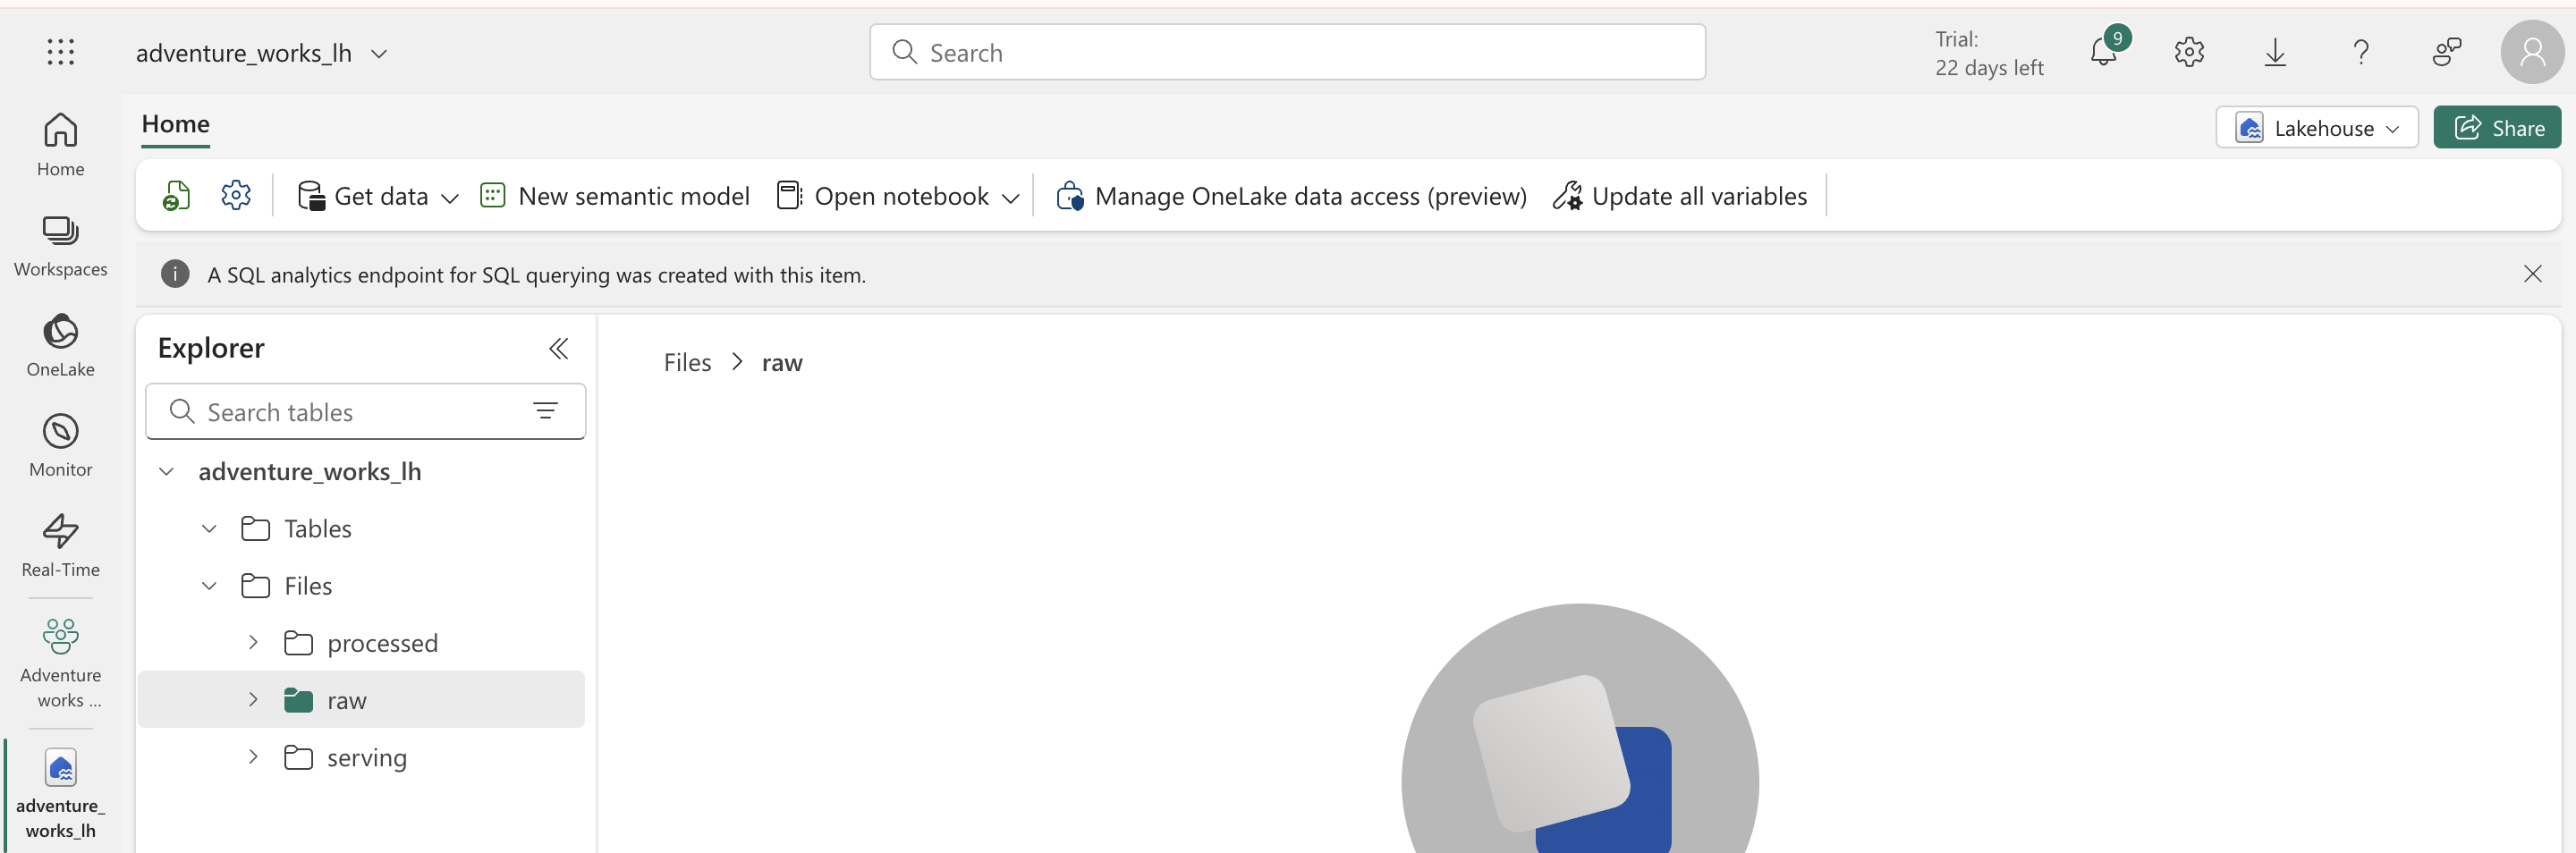 adventure_works_lh
Search
Trial:
22 days left
9
Home
Lakehouse
Share
Get data
New semantic model
Open notebook
Manage OneLake data access (preview)
Update all variables
A SQL analytics endpoint for SQL querying was created with this item.
Home
Workspaces
OneLake
Monitor
Real-Time
Adventure
works ...
adventure_
works_lh
Explorer
Search tables
adventure_works_lh
Tables
Files
processed
raw
serving
Files > raw